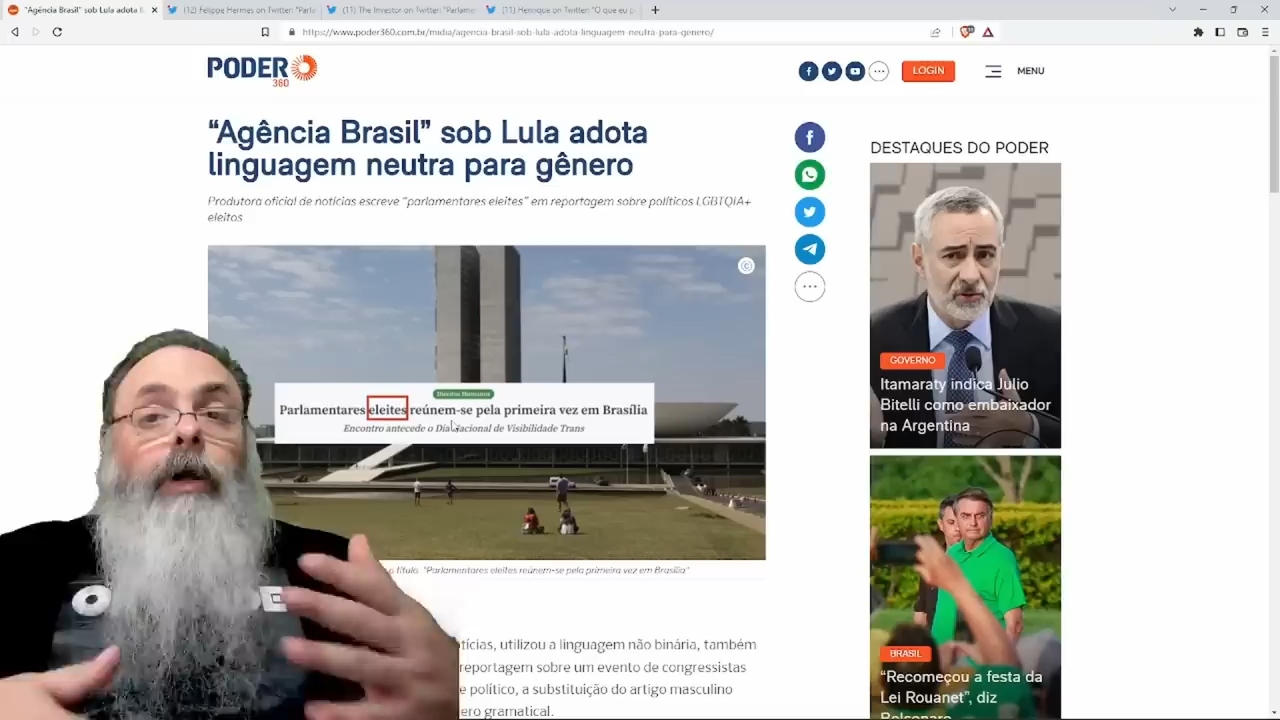 "Agência Brasil" sob Lula
(12) Felippe Hermes on Twitter: "Parla
(11) The Investor on Twitter: "Parlamen
(11) Henrique on Twitter: "O que eu p
https://www.poder360.com.br/midia/agencia-brasil-sob-lula-adota-linguagem-neutra-para-genero/
PODER
360
LOGIN
MENU
“Agência Brasil” sob Lula adota
linguagem neutra para gênero
Produtora oficial de notícias escreve “parlamentares eleites” em reportagem sobre políticos LGBTQIA+
eleitos
Direitos Humanos
Parlamentares eleites reúnem-se pela primeira vez em Brasília
Encontro antecede o Dia Nacional de Visibilidade Trans
o título, "Parlamentares eleites reúnem-se pela primeira vez em Brasília"
tícias, utilizou a linguagem não binária, também
reportagem sobre um evento de congressistas
e político, a substituição do artigo masculino
ero gramatical.
DESTAQUES DO PODER
GOVERNO
Itamaraty indica Julio
Bitelli como embaixador
na Argentina
BRASIL
“Recomeçou a festa da
Lei Rouanet”, diz
Bolsonaro